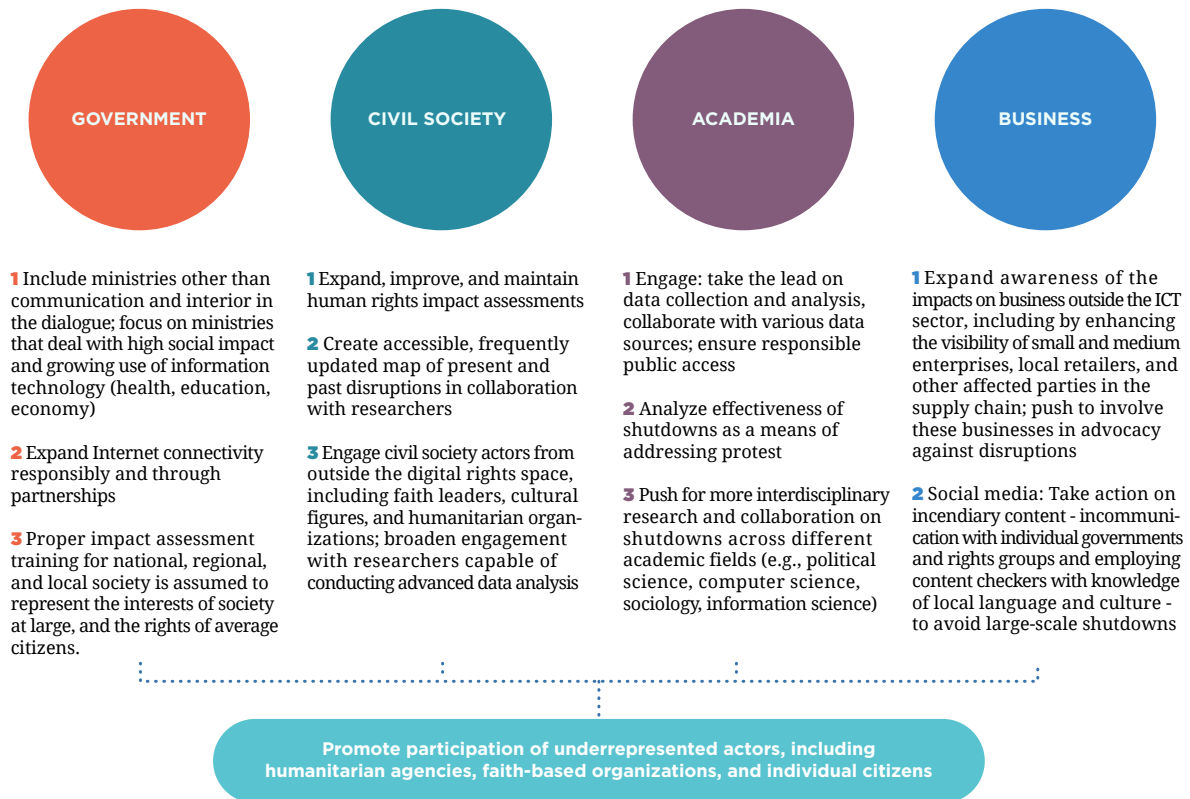 GOVERNMENT
CIVIL SOCIETY
ACADEMIA
BUSINESS
1 Include ministries other than
communication and interior in
the dialogue; focus on ministries
that deal with high social impact
and growing use of information
technology (health, education,
economy)
2 Expand Internet connectivity
responsibly and through
partnerships
3 Proper impact assessment
training for national, regional,
and local society is assumed to
represent the interests of society
at large, and the rights of average
citizens.
1 Expand, improve, and maintain
human rights impact assessments
2 Create accessible, frequently
updated map of present and
past disruptions in collaboration
with researchers
3 Engage civil society actors from
outside the digital rights space,
including faith leaders, cultural
figures, and humanitarian organ-
izations; broaden engagement
with researchers capable of
conducting advanced data analysis
1 Engage: take the lead on
data collection and analysis,
collaborate with various data
sources; ensure responsible
public access
2 Analyze effectiveness of
shutdowns as a means of
addressing protest
3 Push for more interdisciplinary
research and collaboration on
shutdowns across different
academic fields (e.g., political
science, computer science,
sociology, information science)
1 Expand awareness of the
impacts on business outside the ICT
sector, including by enhancing
the visibility of small and medium
enterprises, local retailers, and
other affected parties in the
supply chain; push to involve
these businesses in advocacy
against disruptions
2 Social media: Take action on
incendiary content - incommuni-
cation with individual governments
and rights groups and employing
content checkers with knowledge
of local language and culture -
to avoid large-scale shutdowns
Promote participation of underrepresented actors, including
humanitarian agencies, faith-based organizations, and individual citizens